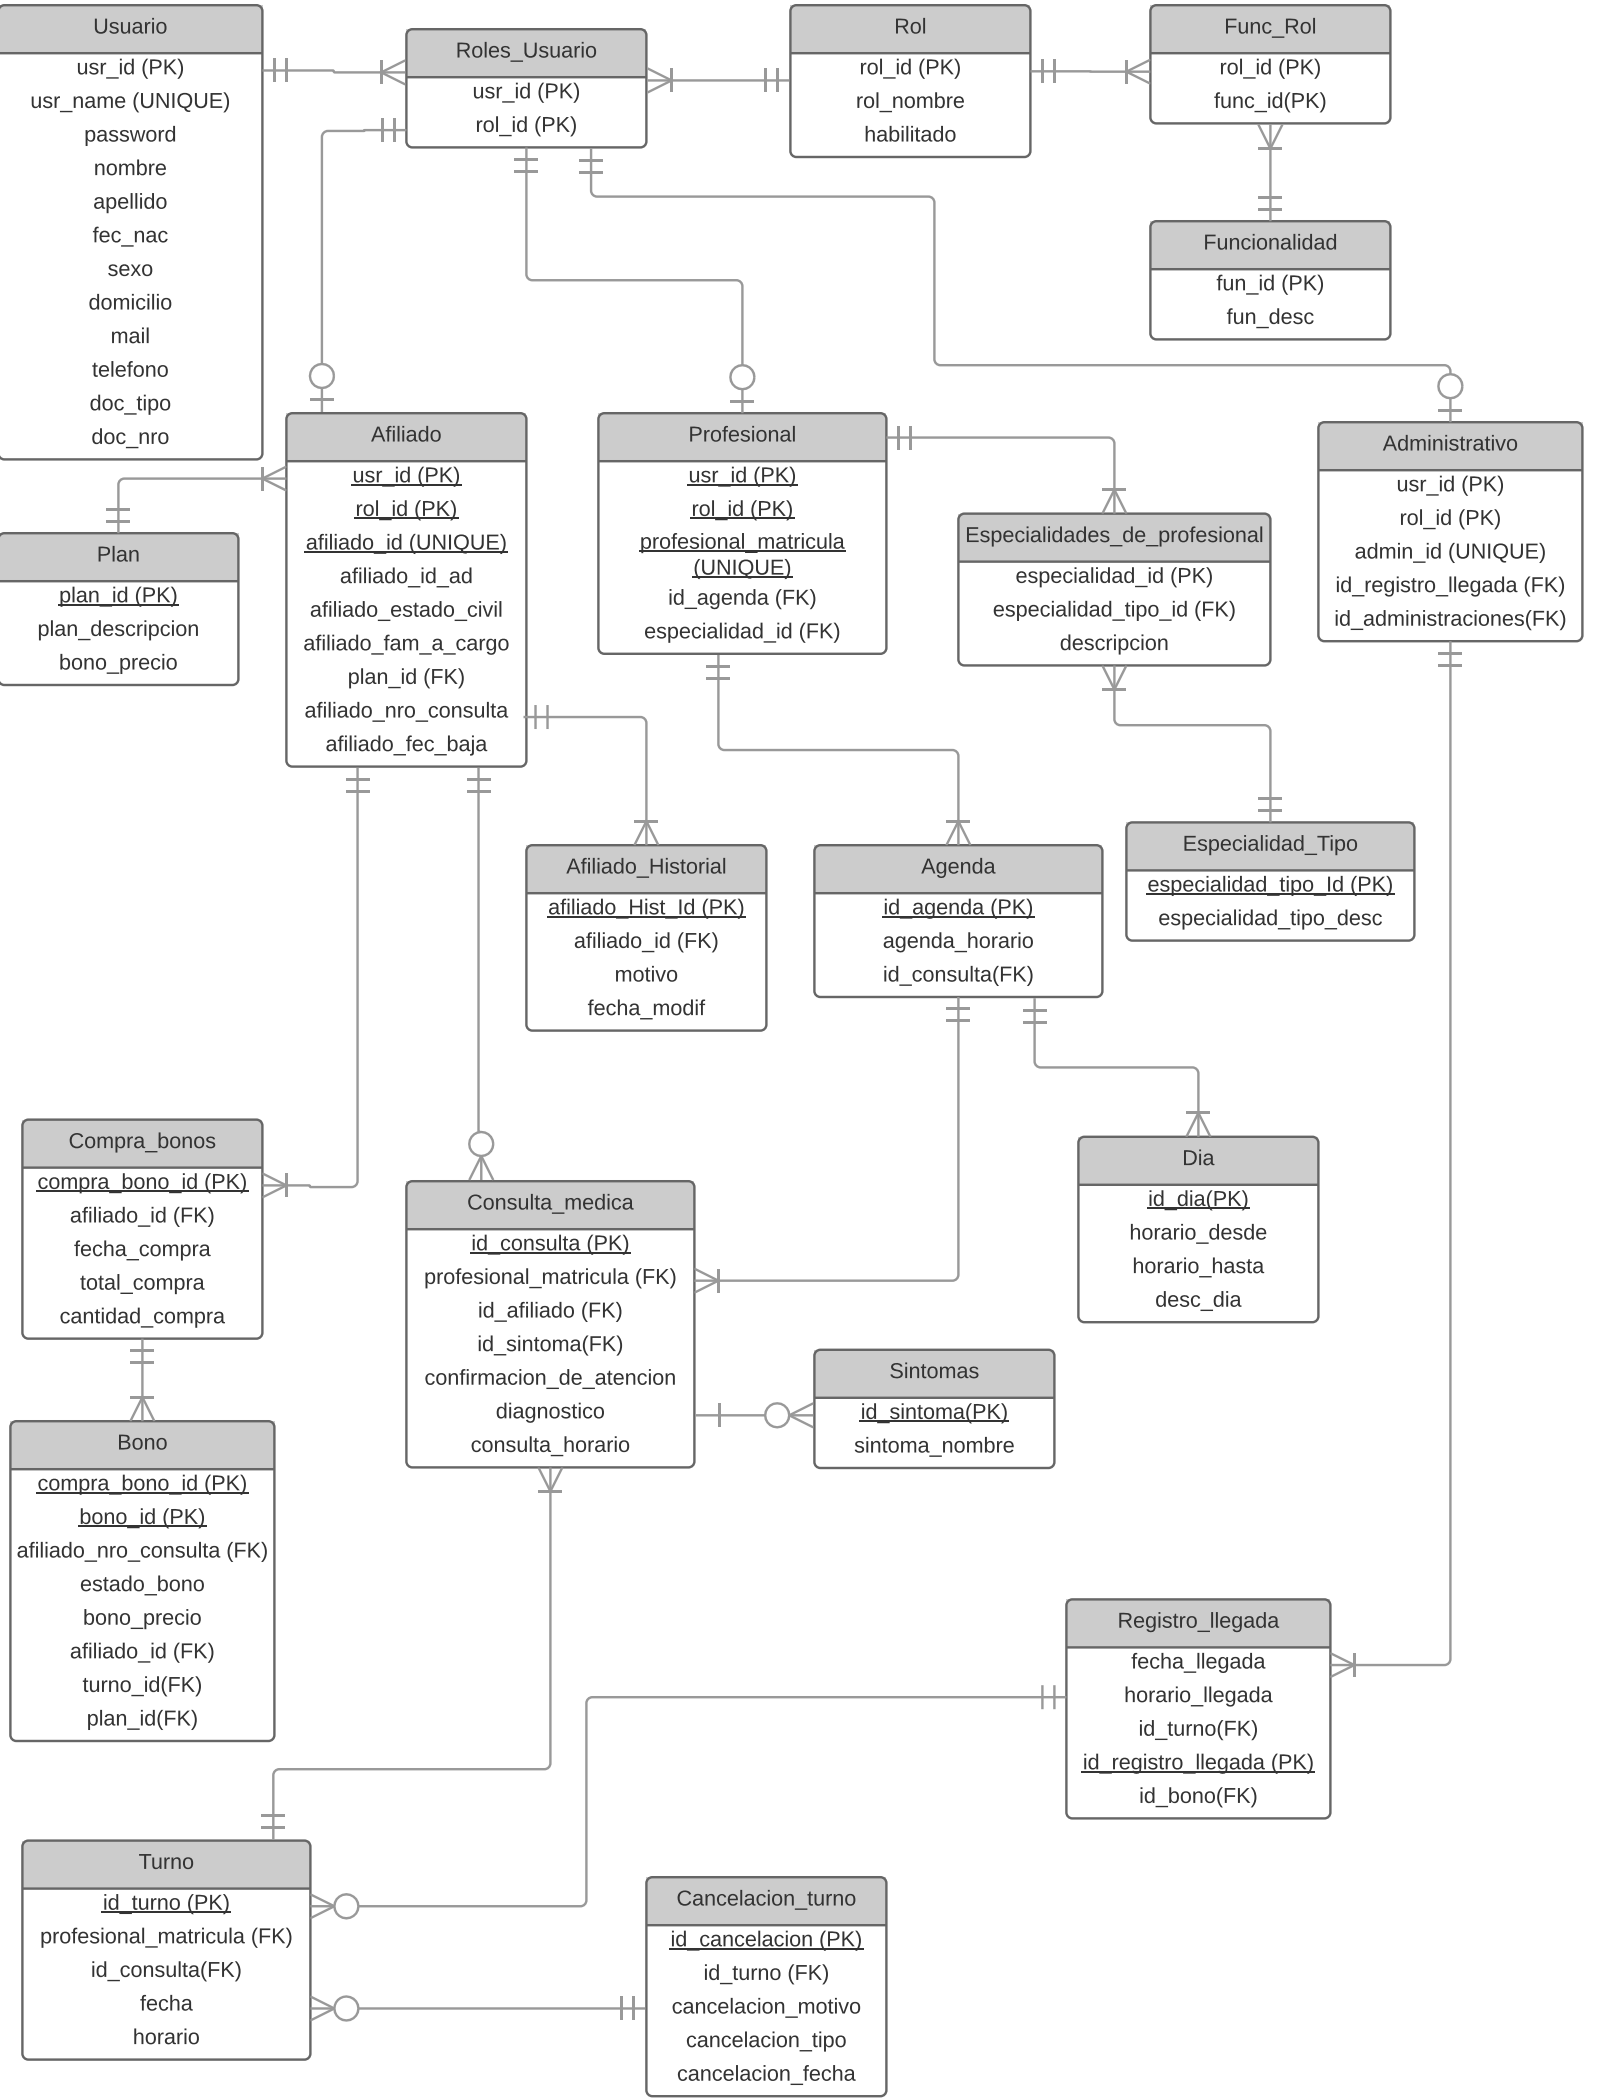 Usuario
usr_id (PK)
usr_name (UNIQUE)
password
nombre
apellido
fec_nac
sexo
domicilio
mail
telefono
doc_tipo
doc_nro
Roles_Usuario
usr_id (PK)
rol_id (PK)
Rol
rol_id (PK)
rol_nombre
habilitado
Func_Rol
rol_id (PK)
func_id(PK)
Funcionalidad
fun_id (PK)
fun_desc
Afiliado
usr_id (PK)
rol_id (PK)
afiliado_id (UNIQUE)
afiliado_id_ad
afiliado_estado_civil
afiliado_fam_a_cargo
plan_id (FK)
afiliado_nro_consulta
afiliado_fec_baja
Profesional
usr_id (PK)
rol_id (PK)
profesional_matricula
(UNIQUE)
id_agenda (FK)
especialidad_id (FK)
Especialidades_de_profesional
especialidad_id (PK)
especialidad_tipo_id (FK)
descripcion
Administrativo
usr_id (PK)
rol_id (PK)
admin_id (UNIQUE)
id_registro_llegada (FK)
id_administraciones(FK)
Plan
plan_id (PK)
plan_descripcion
bono_precio
Afiliado_Historial
afiliado_Hist_Id (PK)
afiliado_id (FK)
motivo
fecha_modif
Agenda
id_agenda (PK)
agenda_horario
id_consulta(FK)
Especialidad_Tipo
especialidad_tipo_Id (PK)
especialidad_tipo_desc
Compra_bonos
compra_bono_id (PK)
afiliado_id (FK)
fecha_compra
total_compra
cantidad_compra
Consulta_medica
id_consulta (PK)
profesional_matricula (FK)
id_afiliado (FK)
id_sintoma(FK)
confirmacion_de_atencion
diagnostico
consulta_horario
Dia
id_dia(PK)
horario_desde
horario_hasta
desc_dia
Sintomas
id_sintoma(PK)
sintoma_nombre
Bono
compra_bono_id (PK)
bono_id (PK)
afiliado_nro_consulta (FK)
estado_bono
bono_precio
afiliado_id (FK)
turno_id(FK)
plan_id(FK)
Registro_llegada
fecha_llegada
horario_llegada
id_turno(FK)
id_registro_llegada (PK)
id_bono(FK)
Turno
id_turno (PK)
profesional_matricula (FK)
id_consulta(FK)
fecha
horario
Cancelacion_turno
id_cancelacion (PK)
id_turno (FK)
cancelacion_motivo
cancelacion_tipo
cancelacion_fecha